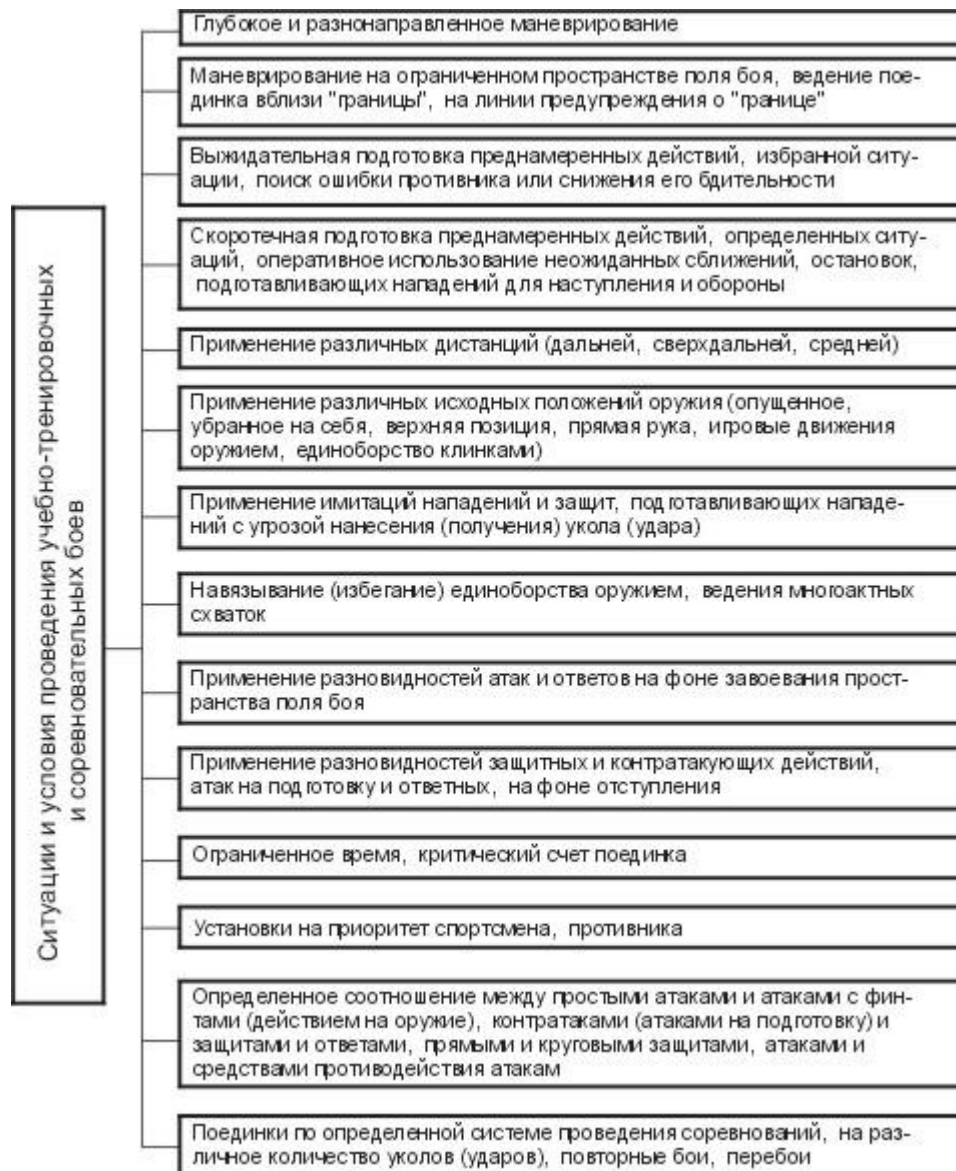 Глубокое и разнонаправленное маневрирование
Маневрирование на ограниченном пространстве поля боя, ведение пое-
динка вблизи "границы", на линии предупреждения о "границе"
Выжидательная подготовка преднамеренных действий, избранной ситу-
ации, поиск ошибки противника или снижения его бдительности
Скоротечная подготовка преднамеренных действий, определенных ситу-
аций, оперативное использование неожиданных сближений, остановок,
подготавливающих нападений для наступления и обороны
Применение различных дистанций (дальней, сверхдальней, средней)
Применение различных исходных положений оружия (опущенное,
убранное на себя, верхняя позиция, прямая рука, игровые движения
оружием, единоборство клинками)
Применение имитаций нападений и защит, подготавливающих нападе-
ний с угрозой нанесения (получения) укола (удара)
Навязывание (избегание) единоборства оружием, ведения многоактных
схваток
Применение разновидностей атак и ответов на фоне завоевания прост-
ранства поля боя
Применение разновидностей защитных и контратакующих действий,
атак на подготовку и ответных, на фоне отступления
Ограниченное время, критический счет поединка
Установки на приоритет спортсмена, противника
Определенное соотношение между простыми атаками и атаками с фин-
тами (действием на оружие), контратаками (атаками на подготовку) и
защитами и ответами, прямыми и круговыми защитами, атаками и
средствами противодействия атакам
Поединки по определенной системе проведения соревнований, на раз-
личное количество уколов (ударов), повторные бои, перебои
Ситуации и условия проведения учебно-тренировочных
и соревновательных боев